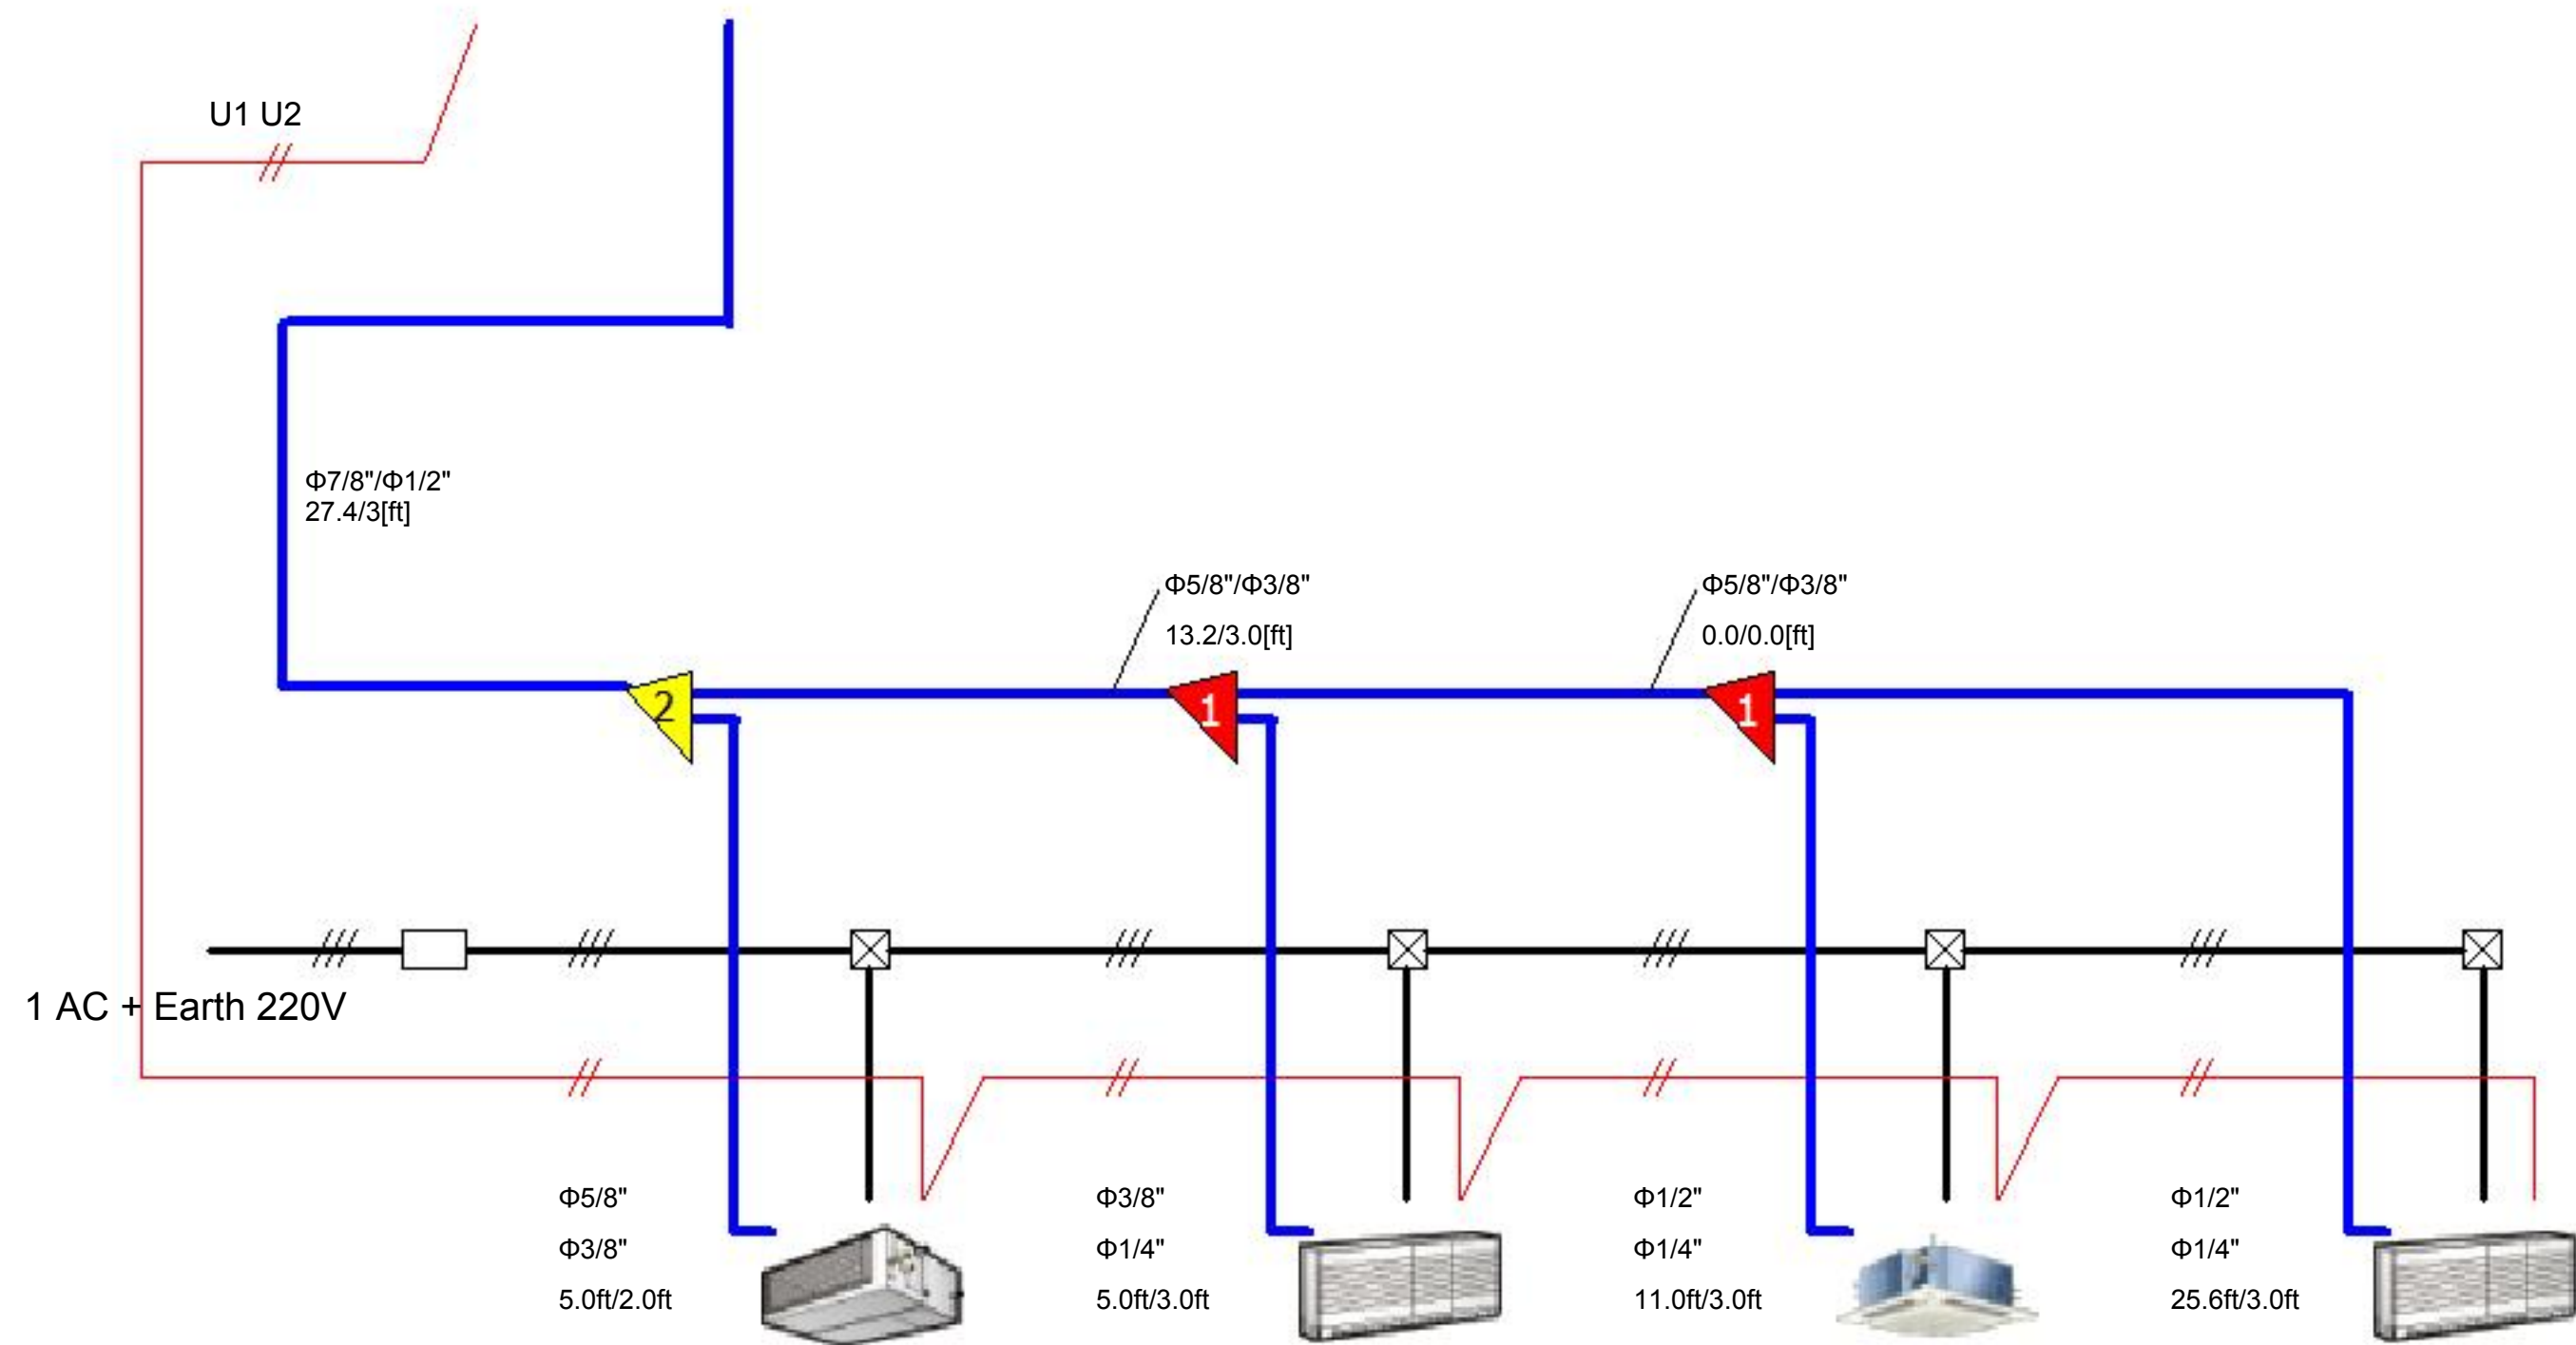 U1 U2
Φ7/8"/Φ1/2"
27.4/3[ft]
Φ5/8"/Φ3/8"
13.2/3.0[ft]
Φ5/8"/Φ3/8"
0.0/0.0[ft]
2
1
1
1 AC + Earth 220V
Φ5/8"
Φ3/8"
5.0ft/2.0ft
Φ3/8"
Φ1/4"
5.0ft/3.0ft
Φ1/2"
Φ1/4"
11.0ft/3.0ft
Φ1/2"
Φ1/4"
25.6ft/3.0ft